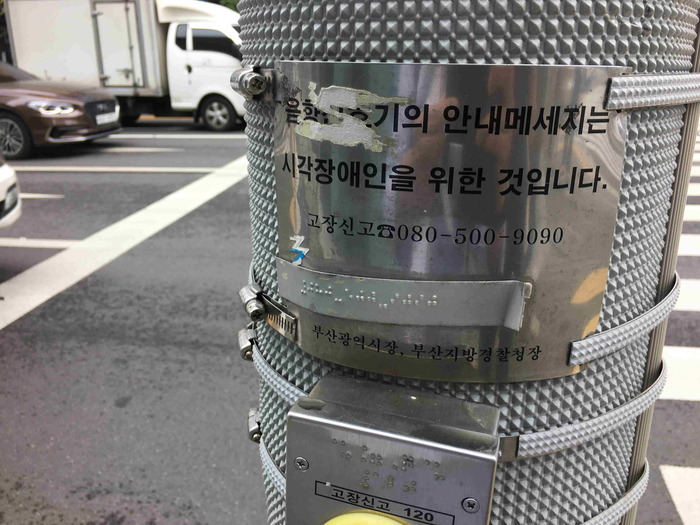 안내메세지는
시각장애인을 위한 것입니다.
고장신고☎080-500-9090
부산광역시장, 부산지방경찰청장
고장신고 120